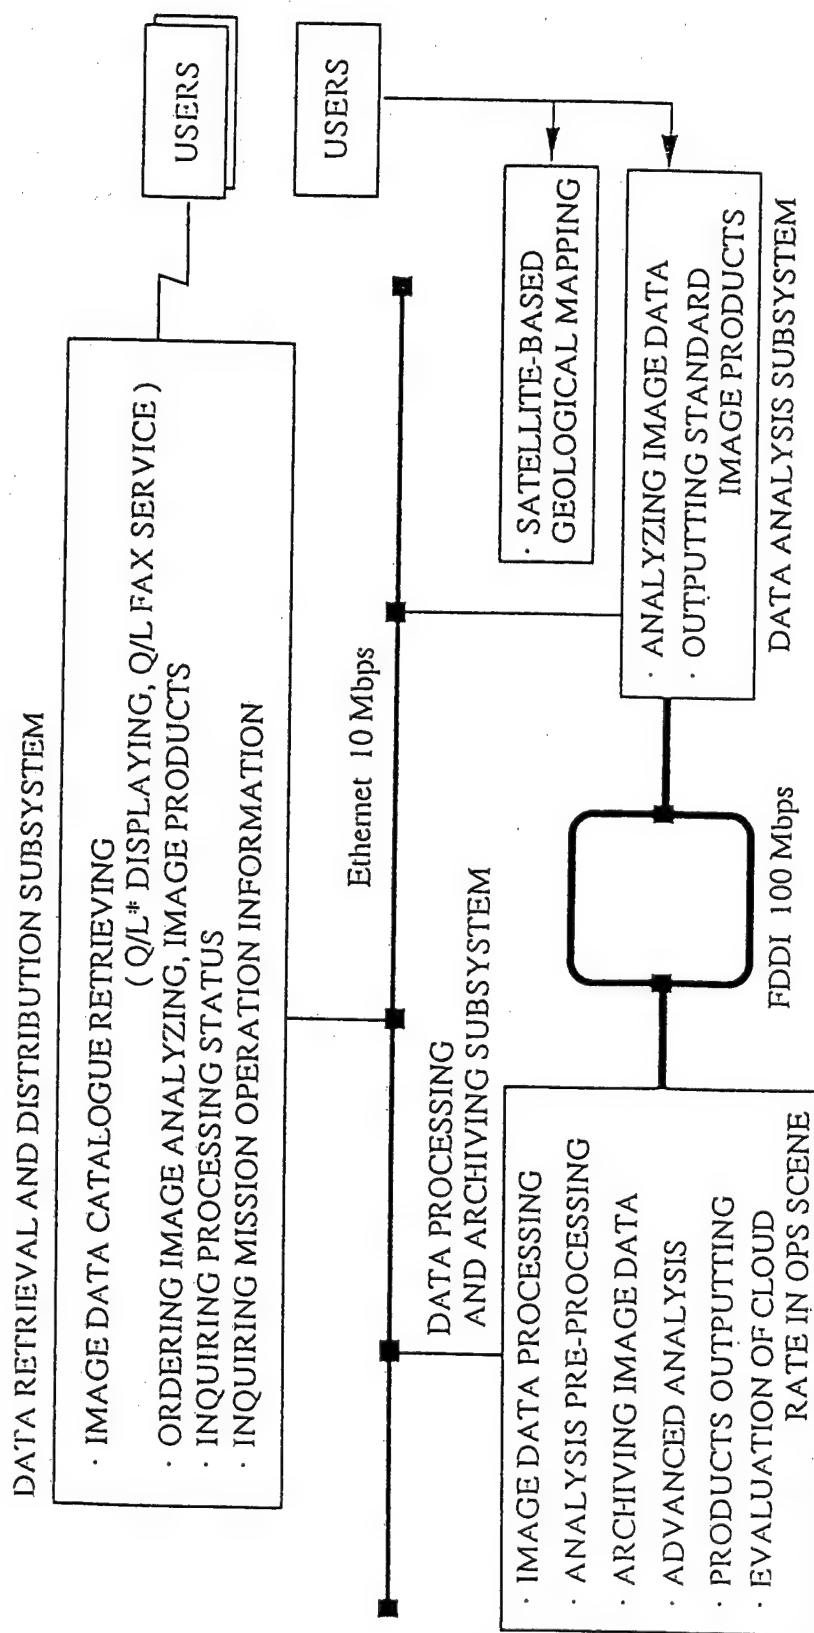 DATA RETRIEVAL AND DISTRIBUTION SUBSYSTEM
· IMAGE DATA CATALOGUE RETRIEVING
( Q/L* DISPLAYING, Q/L FAX SERVICE )
· ORDERING IMAGE ANALYZING, IMAGE PRODUCTS
· INQUIRING PROCESSING STATUS
· INQUIRING MISSION OPERATION INFORMATION
USERS
USERS
Ethernet 10 Mbps
DATA PROCESSING
AND ARCHIVING SUBSYSTEM
· IMAGE DATA PROCESSING
· ANALYSIS PRE-PROCESSING
· ARCHIVING IMAGE DATA
· ADVANCED ANALYSIS
· PRODUCTS OUTPUTTING
· EVALUATION OF CLOUD
RATE IN OPS SCENE
FDDI 100 Mbps
· SATELLITE-BASED
GEOLOGICAL MAPPING
· ANALYZING IMAGE DATA
· OUTPUTTING STANDARD
IMAGE PRODUCTS
DATA ANALYSIS SUBSYSTEM